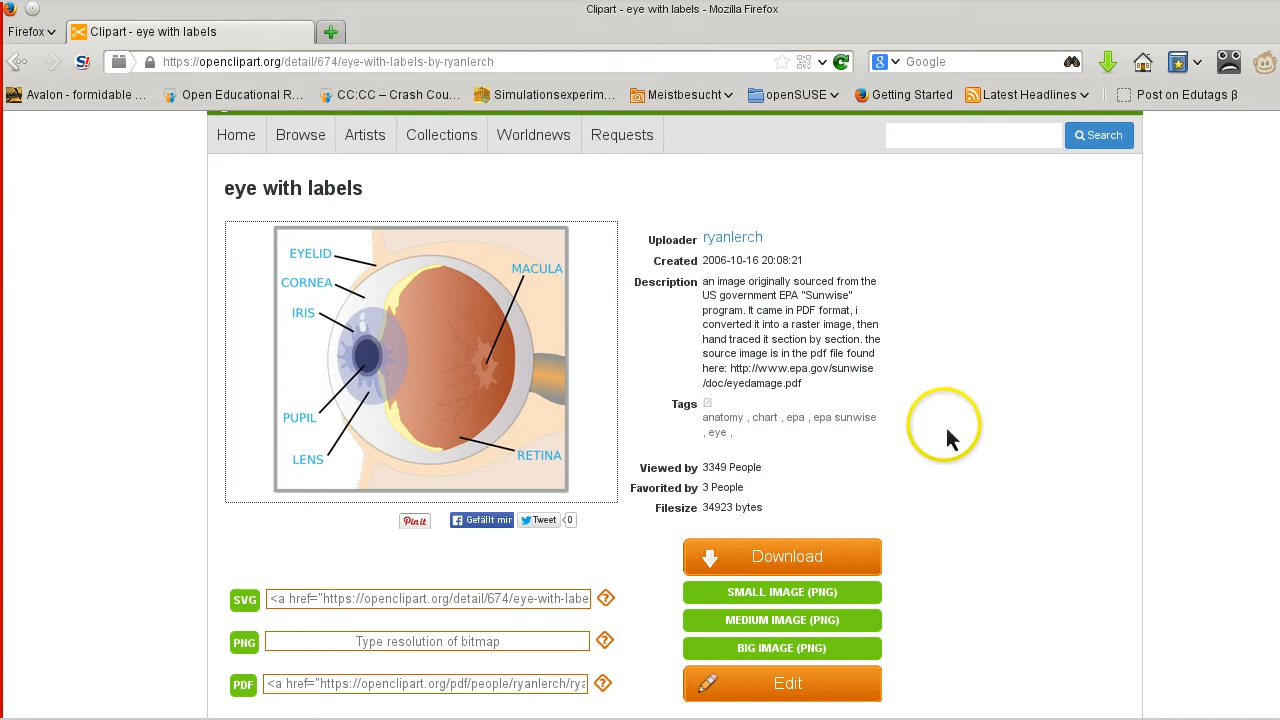 Clipart - eye with labels - Mozilla Firefox
Firefox
Clipart - eye with labels
S!
https://openclipart.org/detail/674/eye-with-labels-by-ryanlerch
8
Google
Avalon - formidable ...
Open Educational R...
CC:CC – Crash Cou...
Simulationsexperim...
Meistbesucht
openSUSE
Getting Started
Latest Headlines
Post on Edutags β
Home
Browse
Artists
Collections
Worldnews
Requests
Search
eye with labels
EYELID
CORNEA
IRIS
PUPIL
LENS
MACULA
RETINA
Uploader ryanlerch
Created 2006-10-16 20:08:21
Description an image originally sourced from the
US government EPA "Sunwise"
program. It came in PDF format, i
converted it into a raster image, then
hand traced it section by section. the
source image is in the pdf file found
here: http://www.epa.gov/sunwise
/doc/eyedamage.pdf
Tags
anatomy , chart , epa , epa sunwise
, eye ,
Viewed by 3349 People
Favorited by 3 People
Filesize 34923 bytes
Pin it
Gefällt mir
Tweet
0
Download
SMALL IMAGE (PNG)
MEDIUM IMAGE (PNG)
BIG IMAGE (PNG)
Edit
SVG <a href="https://openclipart.org/detail/674/eye-with-labe
?
PNG Type resolution of bitmap
?
PDF <a href="https://openclipart.org/pdf/people/ryanlerch/rya
?